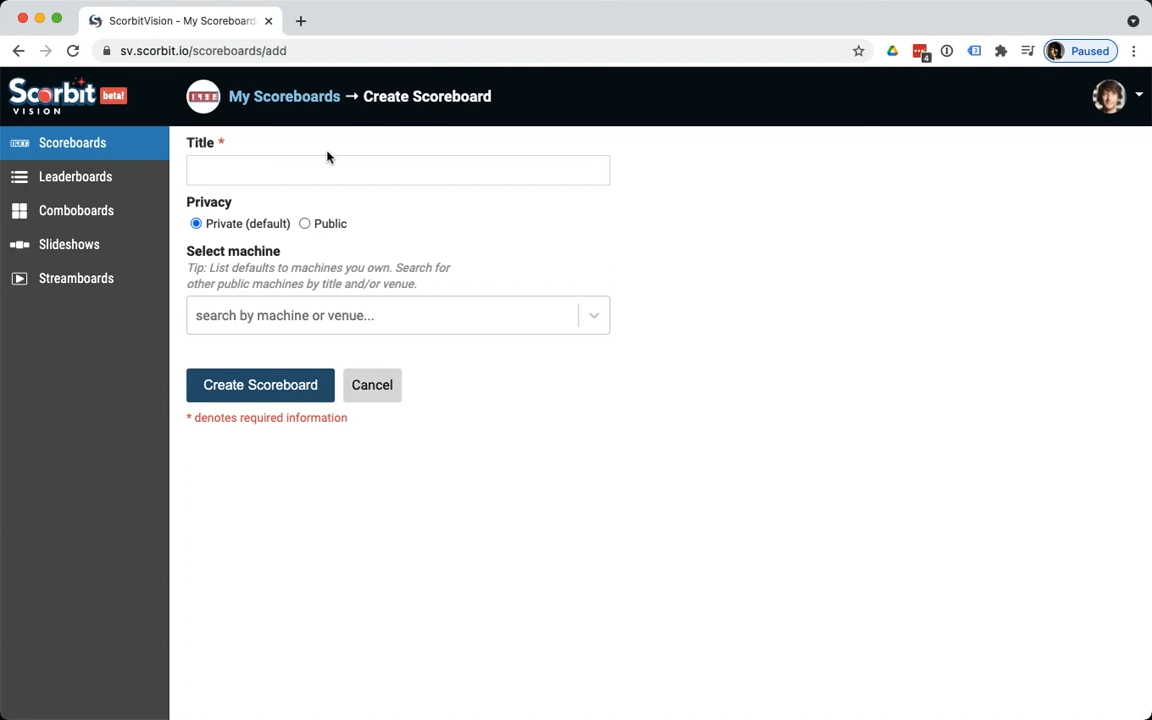 ScorbitVision - My Scoreboard
sv.scorbit.io/scoreboards/add
4
Paused
Scorbit
VISION
beta!
My Scoreboards → Create Scoreboard
Scoreboards
Leaderboards
Comboboards
Slideshows
Streamboards
Title *
Privacy
Private (default)
Public
Select machine
Tip: List defaults to machines you own. Search for
other public machines by title and/or venue.
search by machine or venue...
Create Scoreboard
Cancel
* denotes required information